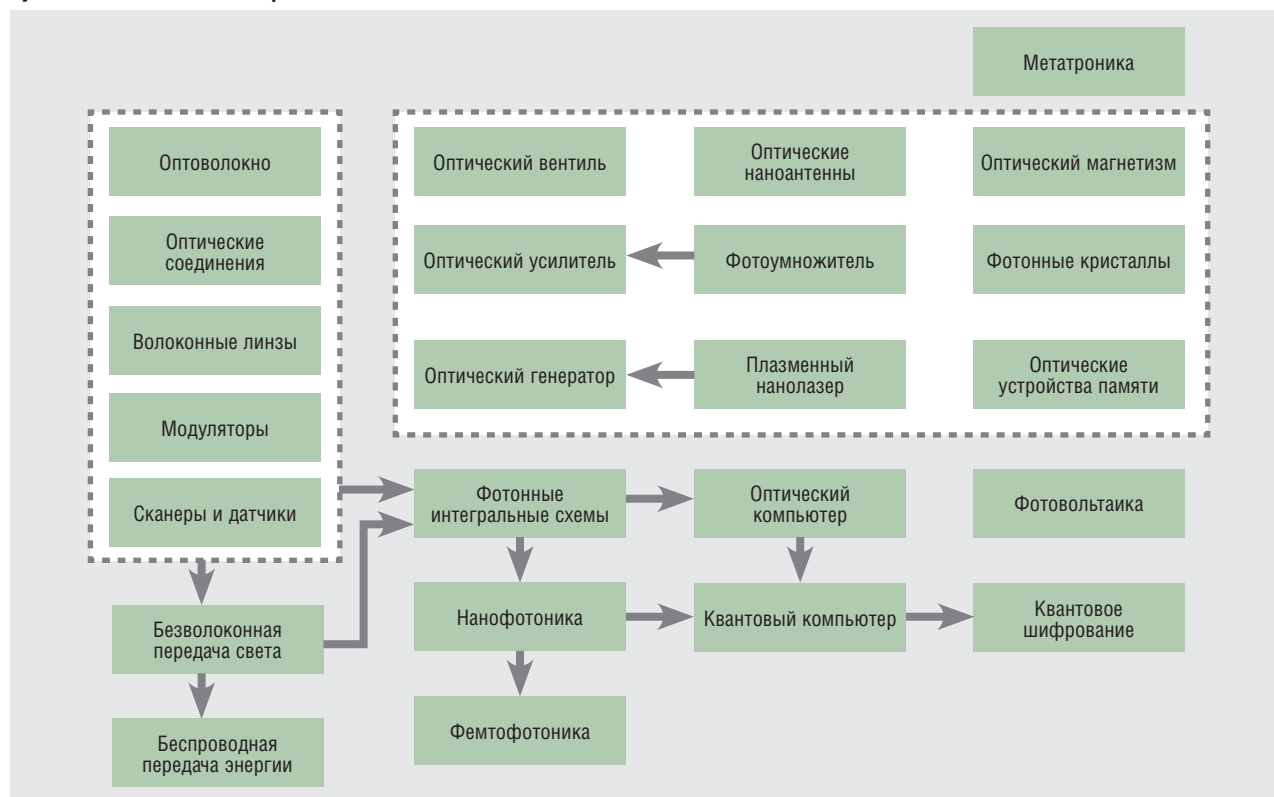 Метатроника
Оптоволокно
Оптические
соединения
Волоконные линзы
Модуляторы
Сканеры и датчики
Оптический вентиль
Оптические
наноантенны
Оптический магнетизм
Оптический усилитель
Фотоумножитель
Фотонные кристаллы
Оптический генератор
Плазменный
нанолазер
Оптические
устройства памяти
Фотонные
интегральные схемы
Оптический
компьютер
Фотовольтаика
Безволоконная
передача света
Нанофотоника
Квантовый компьютер
Квантовое
шифрование
Беспроводная
передача энергии
Фемтофотоника